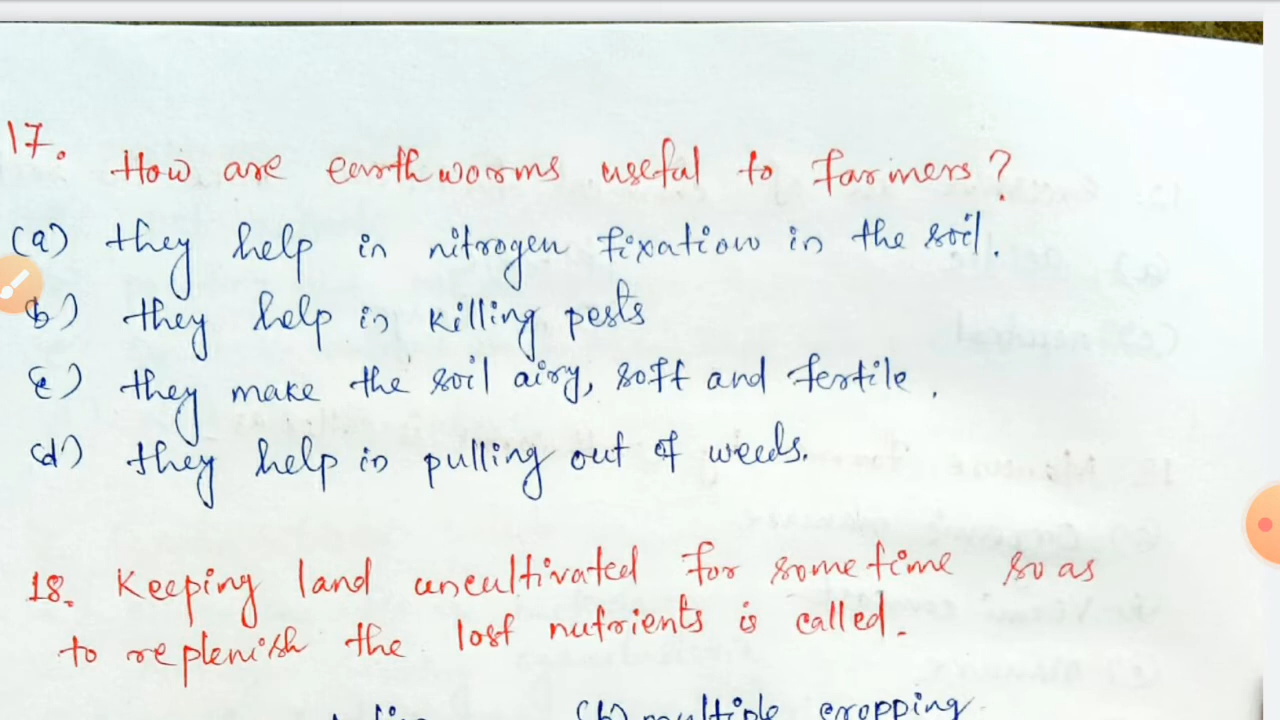 17. How are earthworms useful to farmers?
(a) they help in nitrogen fixation in the soil.
b) they help in killing pests
c) they make the soil airy, soft and fertile.
d) they help in pulling out of weeds.
18. Keeping land uncultivated for sometime so as
to replenish the lost nutrients is called.
(b) multiple cropping